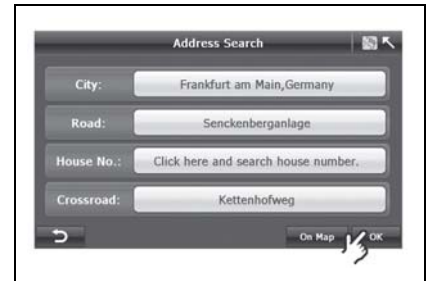 Address Search
City: Frankfurt am Main,Germany
Road: Senckenberganlage
House No.: Click here and search house number.
Crossroad: Kettenhofweg
On Map OK